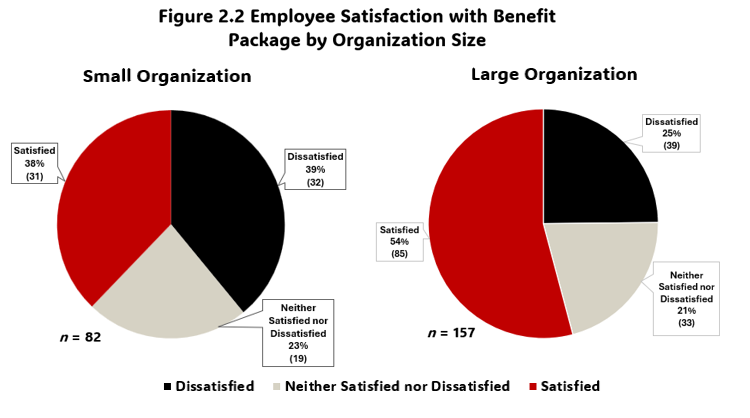 Figure 2.2 Employee Satisfaction with Benefit
Package by Organization Size
Small Organization
Satisfied
38%
(31)
Dissatisfied
39%
(32)
Neither
Satisfied nor
Dissatisfied
23%
(19)
n = 82
Large Organization
Dissatisfied
25%
(39)
Satisfied
54%
(85)
Neither
Satisfied nor
Dissatisfied
21%
(33)
n = 157
Dissatisfied Neither Satisfied nor Dissatisfied Satisfied